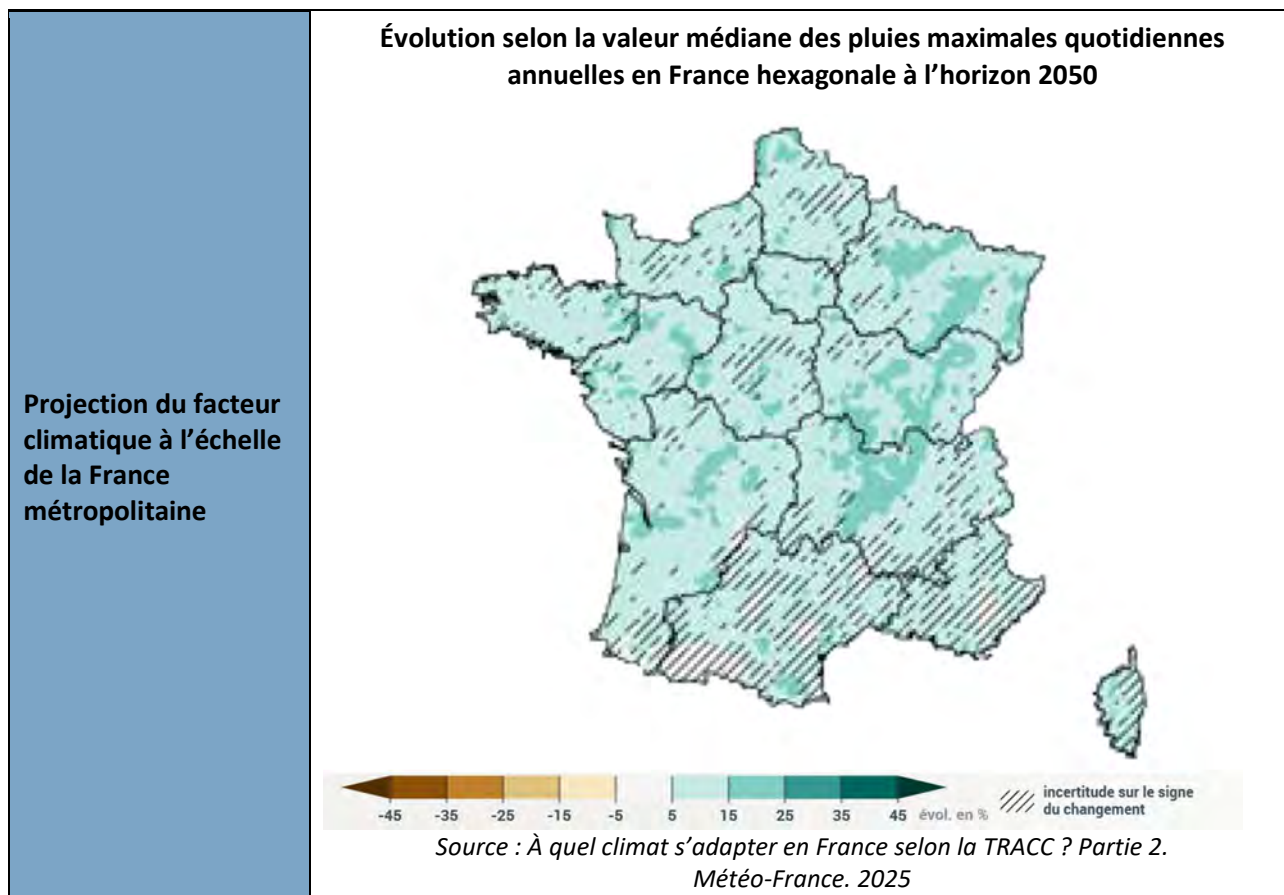 Projection du facteur
climatique à l’échelle
de la France
métropolitaine
Évolution selon la valeur médiane des pluies maximales quotidiennes
annuelles en France hexagonale à l’horizon 2050
-45 -35 -25 -15 -5 5 15 25 35 45 évol. en %
incertitude sur le signe
du changement
Source : À quel climat s’adapter en France selon la TRACC ? Partie 2.
Météo-France. 2025